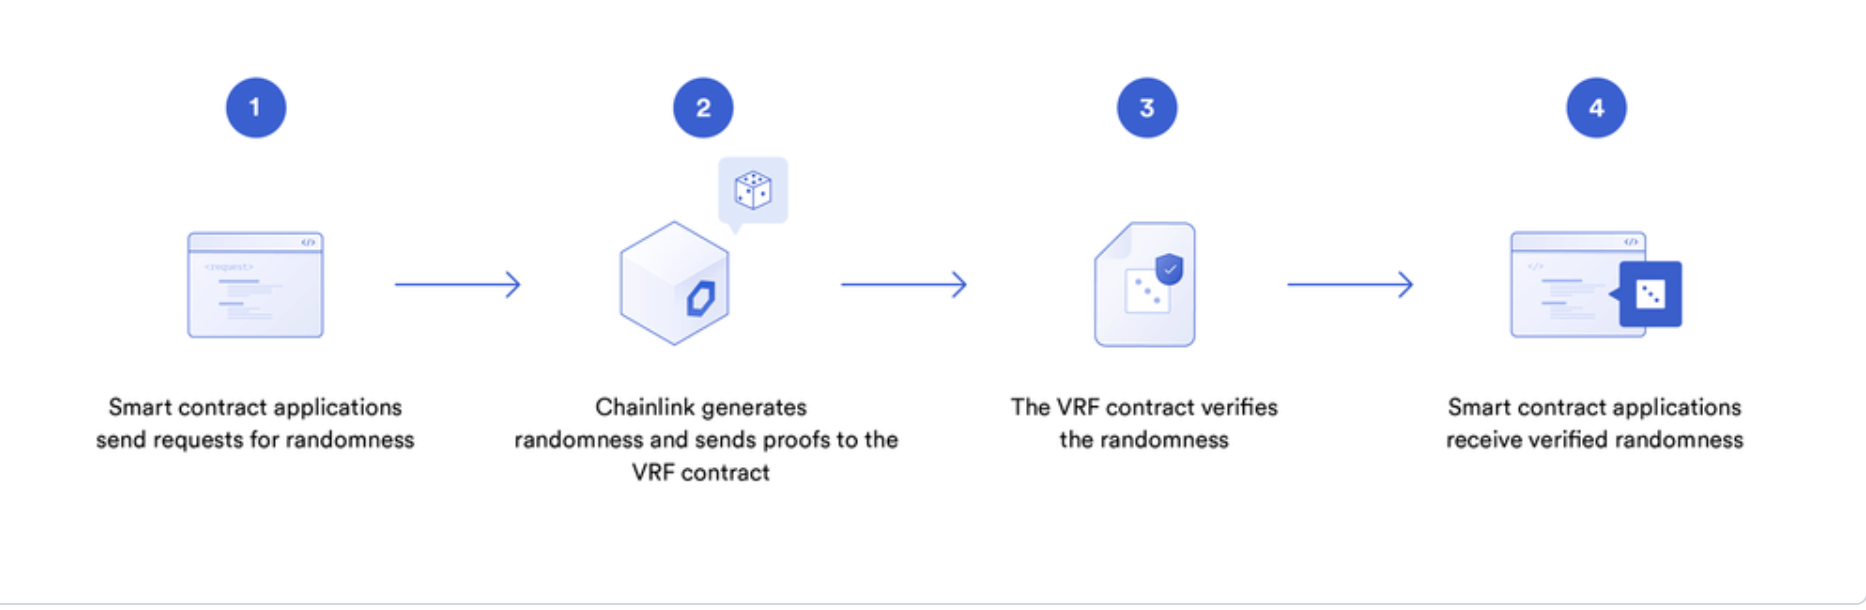 1
2
3
4
</>
<request>
</>
</>
Smart contract applications
send requests for randomness
Chainlink generates
randomness and sends proofs to the
VRF contract
The VRF contract verifies
the randomness
Smart contract applications
receive verified randomness